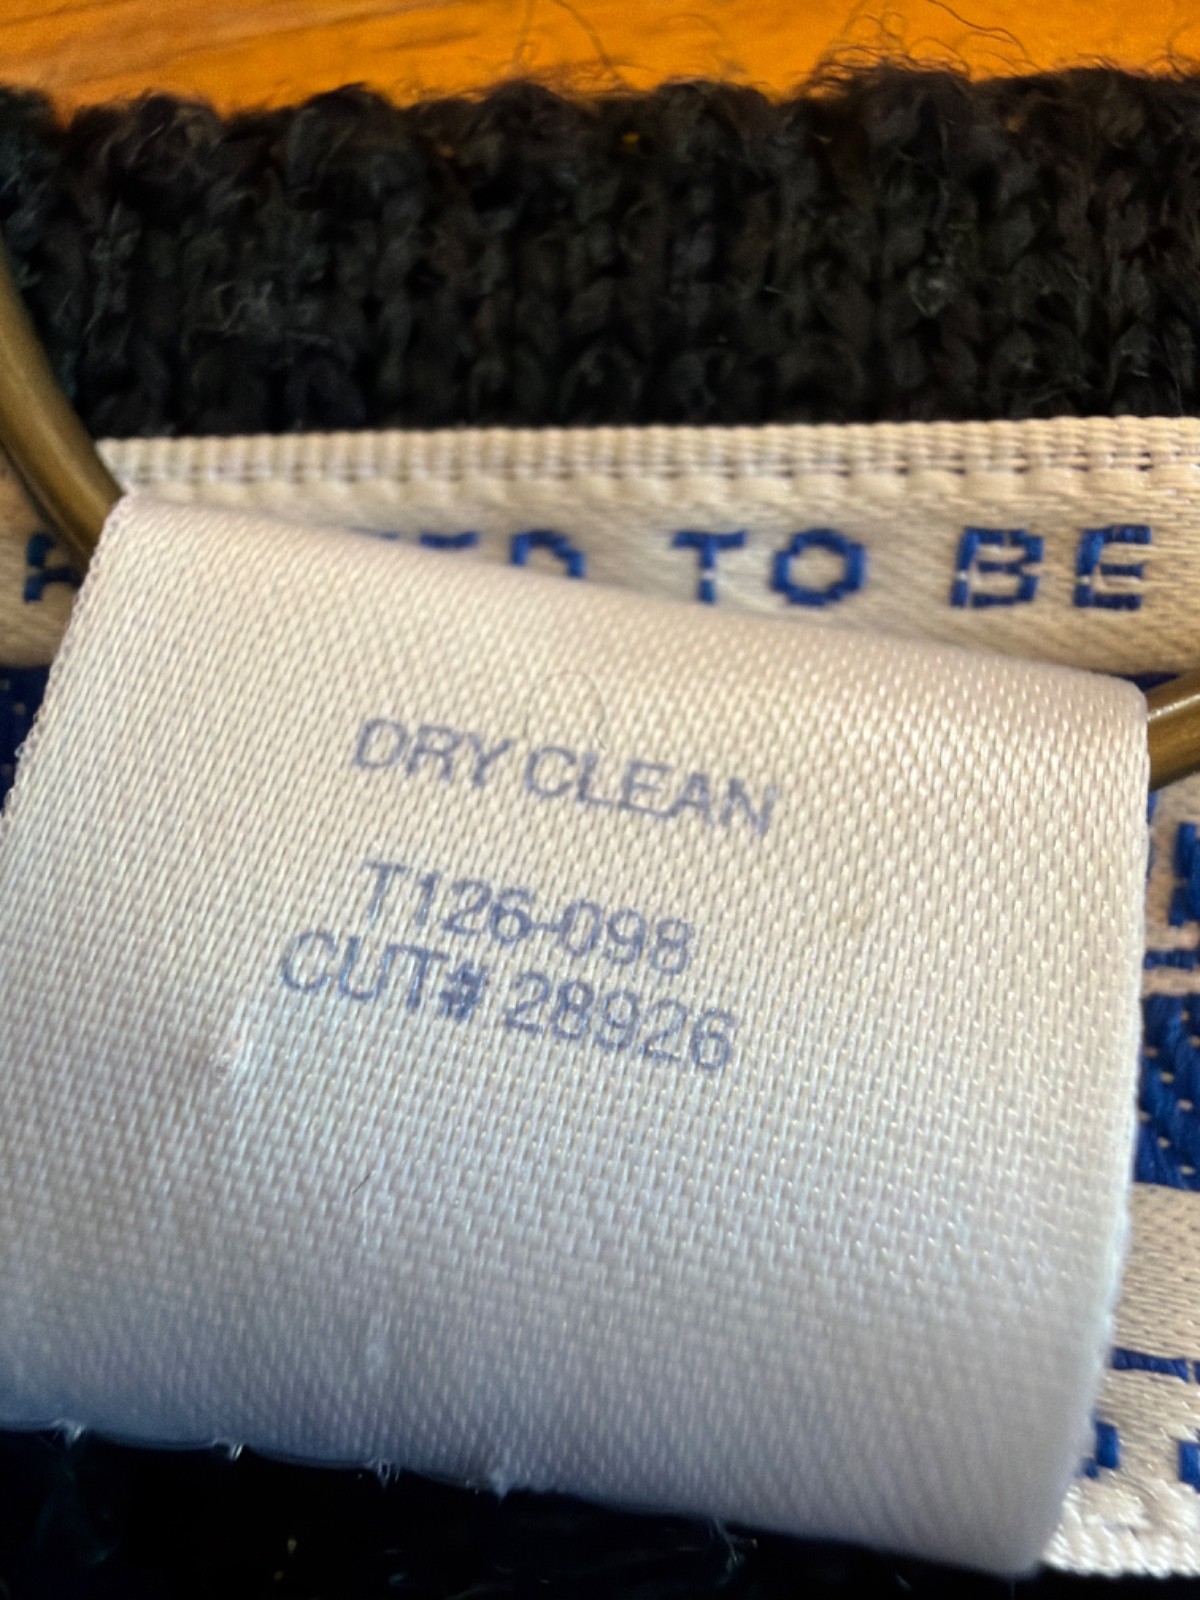 TO BE
DRY CLEAN
T126-098
CUT# 28926